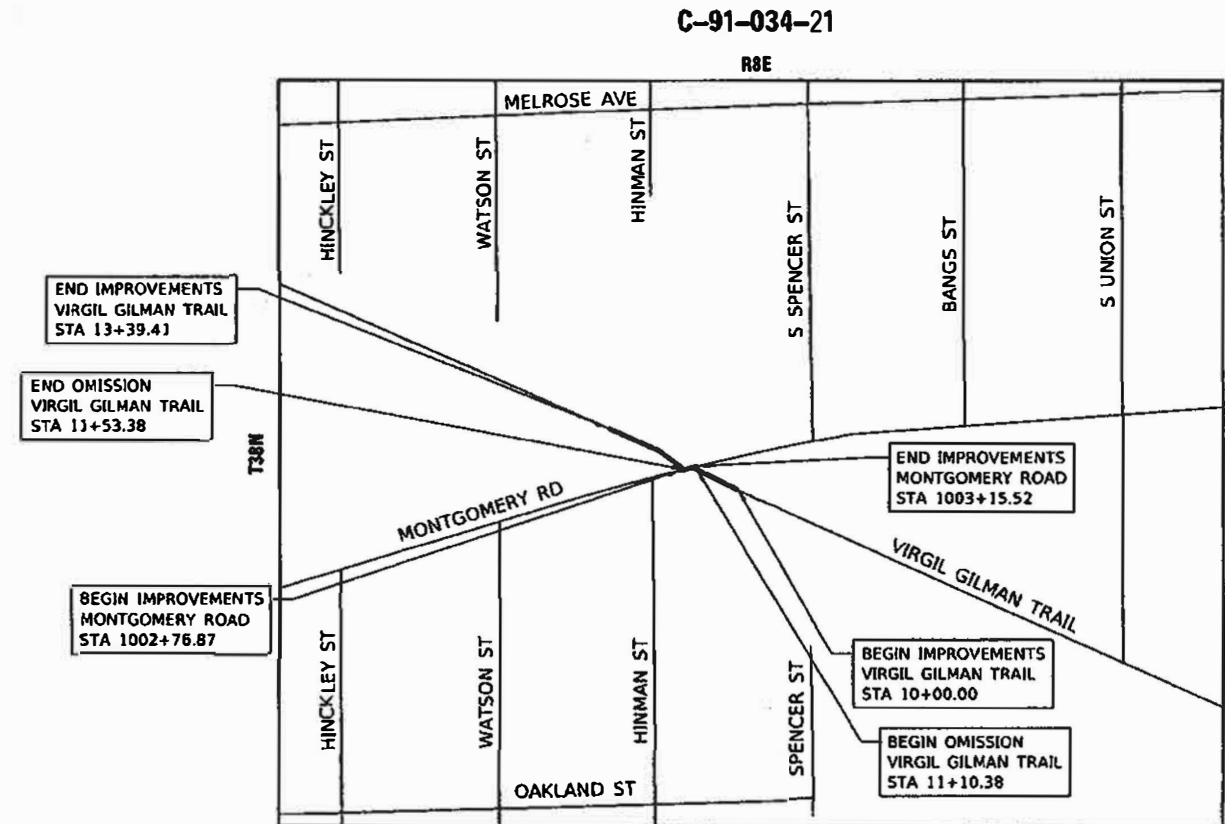 C-91-034-21
R8E
MELROSE AVE
HINCKLEY ST
WATSON ST
HINMAN ST
S SPENCER ST
BANGS ST
S UNION ST
END IMPROVEMENTS
VIRGIL GILMAN TRAIL
STA 13+39.41
END OMISSION
VIRGIL GILMAN TRAIL
STA 11+53.38
T38N
MONTGOMERY RD
END IMPROVEMENTS
MONTGOMERY ROAD
STA 1003+15.52
VIRGIL GILMAN TRAIL
BEGIN IMPROVEMENTS
MONTGOMERY ROAD
STA 1002+76.87
HINCKLEY ST
WATSON ST
HINMAN ST
SPENCER ST
BEGIN IMPROVEMENTS
VIRGIL GILMAN TRAIL
STA 10+00.00
BEGIN OMISSION
VIRGIL GILMAN TRAIL
STA 11+10.38
OAKLAND ST